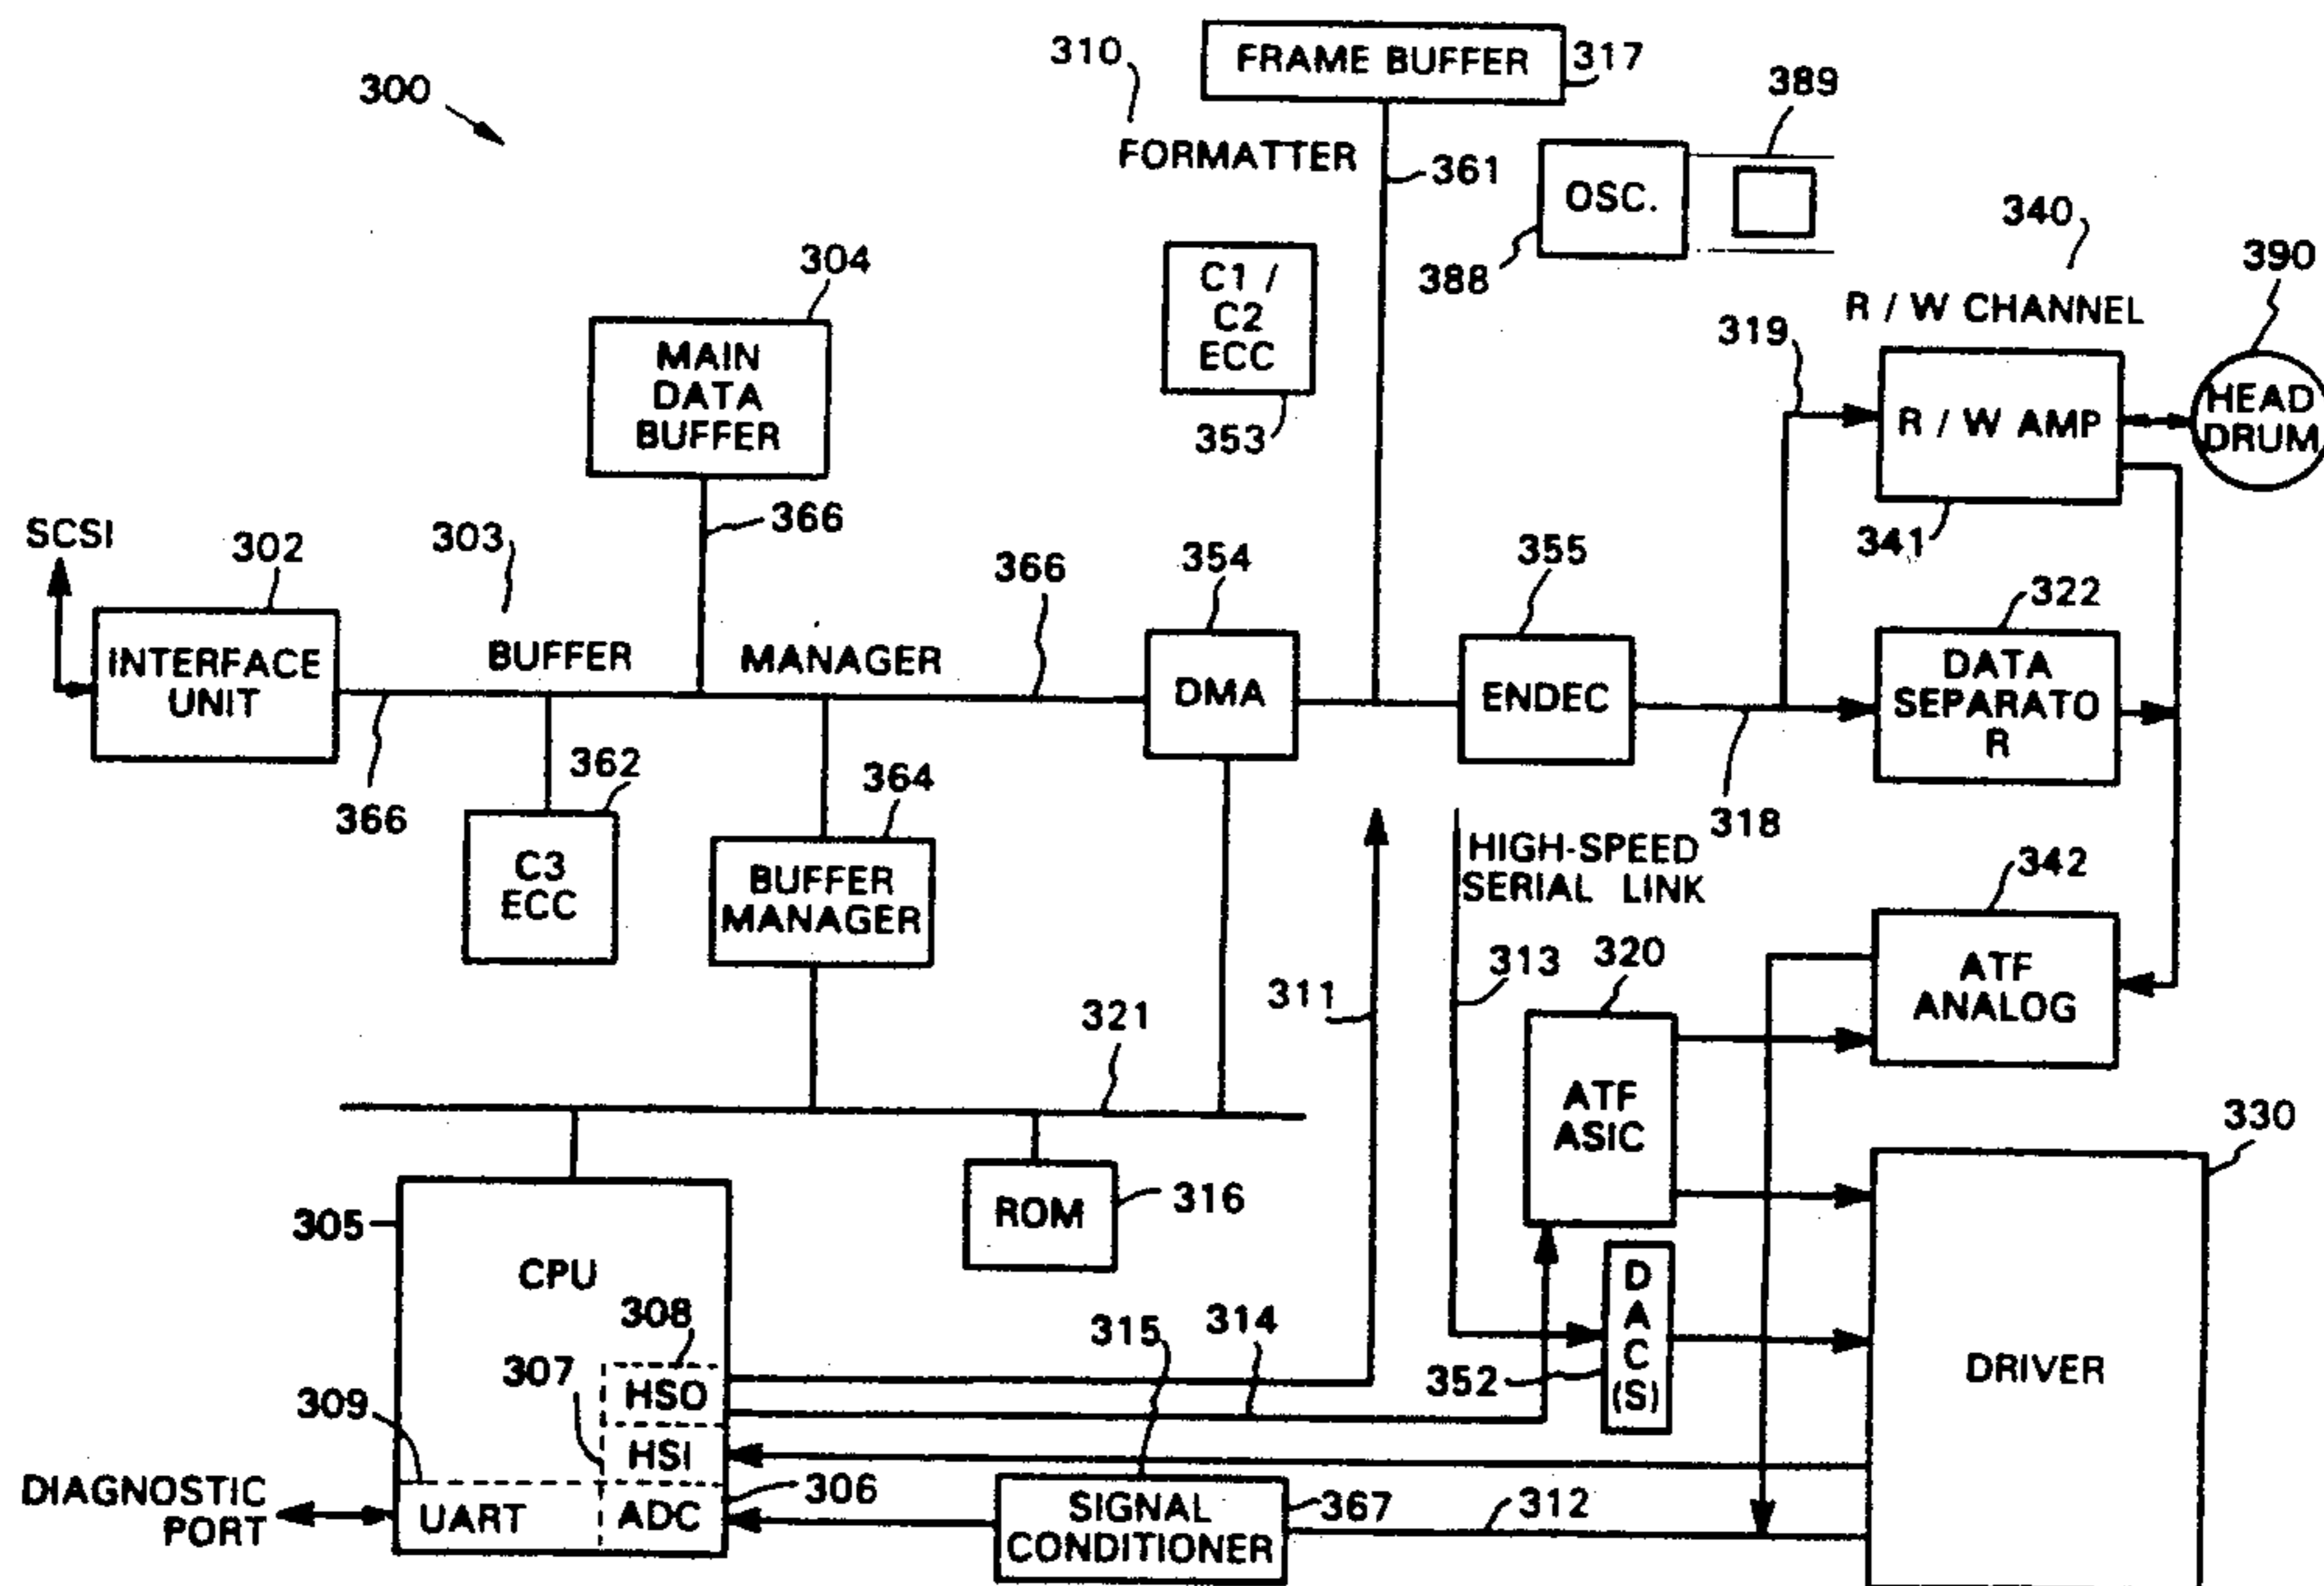 300
310
FRAME BUFFER
317
FORMATTER
361
OSC.
388
389
340
390
304
MAIN
DATA
BUFFER
C1 /
C2
ECC
353
R / W CHANNEL
319
R / W AMP
341
HEAD
DRUM
SCSI
302
INTERFACE
UNIT
303
366
BUFFER
MANAGER
366
366
354
DMA
355
ENDEC
322
DATA
SEPARATO
R
318
362
C3
ECC
364
BUFFER
MANAGER
HIGH-SPEED
SERIAL LINK
311
313
320
ATF
ASIC
342
ATF
ANALOG
321
330
305
CPU
ROM
316
308
307
309
HSO
HSI
UART
ADC
306
DIAGNOSTIC
PORT
315
314
SIGNAL
CONDITIONER
367
312
352
D
A
C
(S)
DRIVER